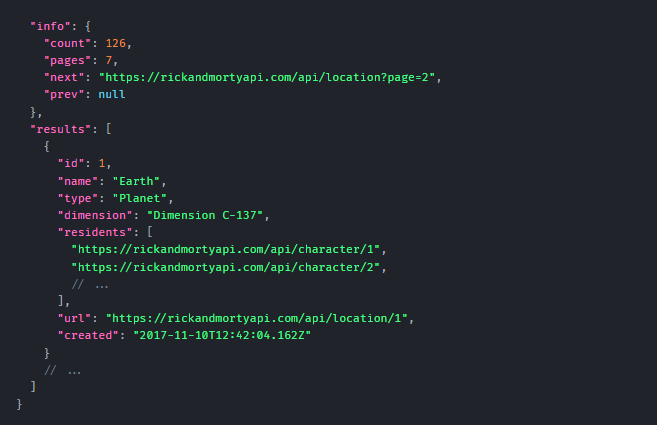 "info": {
"count": 126,
"pages": 7,
"next": "https://rickandmortyapi.com/api/location?page=2",
"prev": null
},
"results": [
{
"id": 1,
"name": "Earth",
"type": "Planet",
"dimension": "Dimension C-137",
"residents": [
"https://rickandmortyapi.com/api/character/1",
"https://rickandmortyapi.com/api/character/2",
// ...
],
"url": "https://rickandmortyapi.com/api/location/1",
"created": "2017-11-10T12:42:04.162Z"
}
// ...
]
}